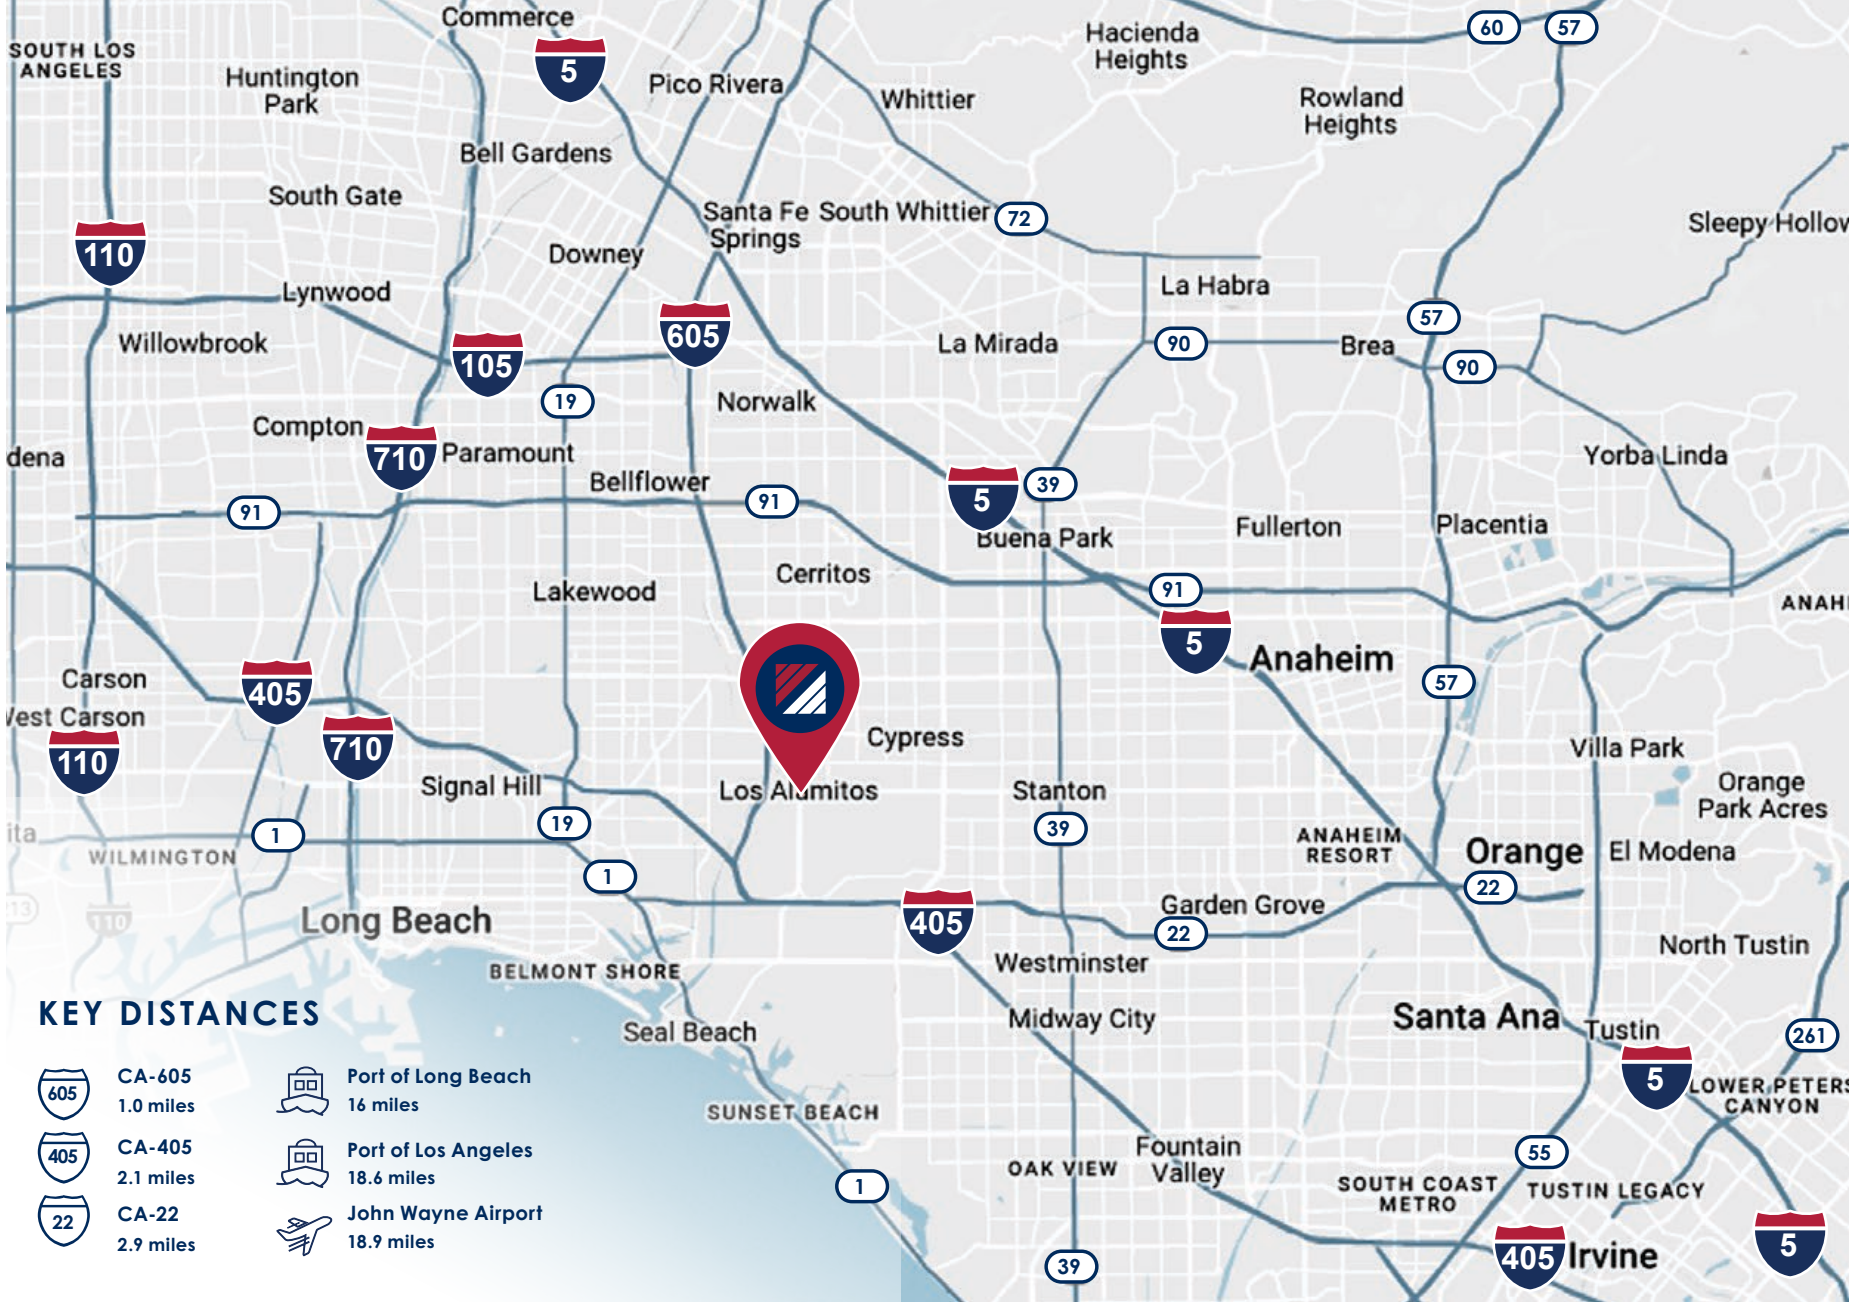 Commerce
SOUTH LOS
ANGELES
Huntington
Park
5
Pico Rivera
Whittier
Hacienda
Heights
60
57
Rowland
Heights
Bell Gardens
South Gate
Santa Fe
Springs
South Whittier
72
Sleepy Hollow
110
Downey
Lynwood
La Habra
57
Willowbrook
105
605
La Mirada
90
Brea
90
19
Norwalk
Compton
710
Paramount
dena
Yorba Linda
Bellflower
91
91
5
39
Buena Park
Fullerton
Placentia
Cerritos
Lakewood
91
ANAH
5
Anaheim
Carson
405
57
West Carson
110
710
Cypress
Villa Park
Signal Hill
Los Alamitos
Stanton
Orange
Park Acres
ita
1
19
39
ANAHEIM
RESORT
Orange
El Modena
WILMINGTON
1
22
13
110
Long Beach
405
Garden Grove
22
North Tustin
BELMONT SHORE
Westminster
Seal Beach
Midway City
Santa Ana
Tustin
261
5
LOWER PETERS
CANYON
SUNSET BEACH
OAK VIEW
Fountain
Valley
55
1
SOUTH COAST
METRO
TUSTIN LEGACY
39
405
Irvine
5
KEY DISTANCES
605
CA-605
1.0 miles
405
CA-405
2.1 miles
22
CA-22
2.9 miles
Port of Long Beach
16 miles
Port of Los Angeles
18.6 miles
John Wayne Airport
18.9 miles